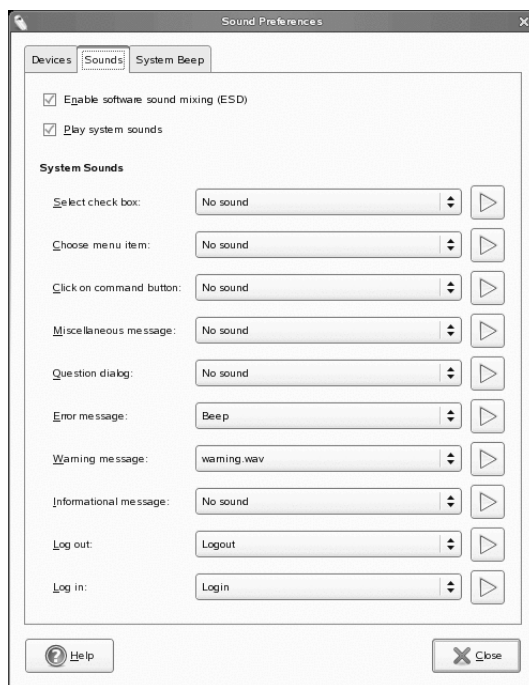 Sound Preferences
Devices Sounds System Beep
Enable software sound mixing (ESD)
Play system sounds
System Sounds
Select check box: No sound
Choose menu item: No sound
Click on command button: No sound
Miscellaneous message: No sound
Question dialog: No sound
Error message: Beep
Warning message: warning.wav
Informational message: No sound
Log out: Logout
Log in: Login
Help Close